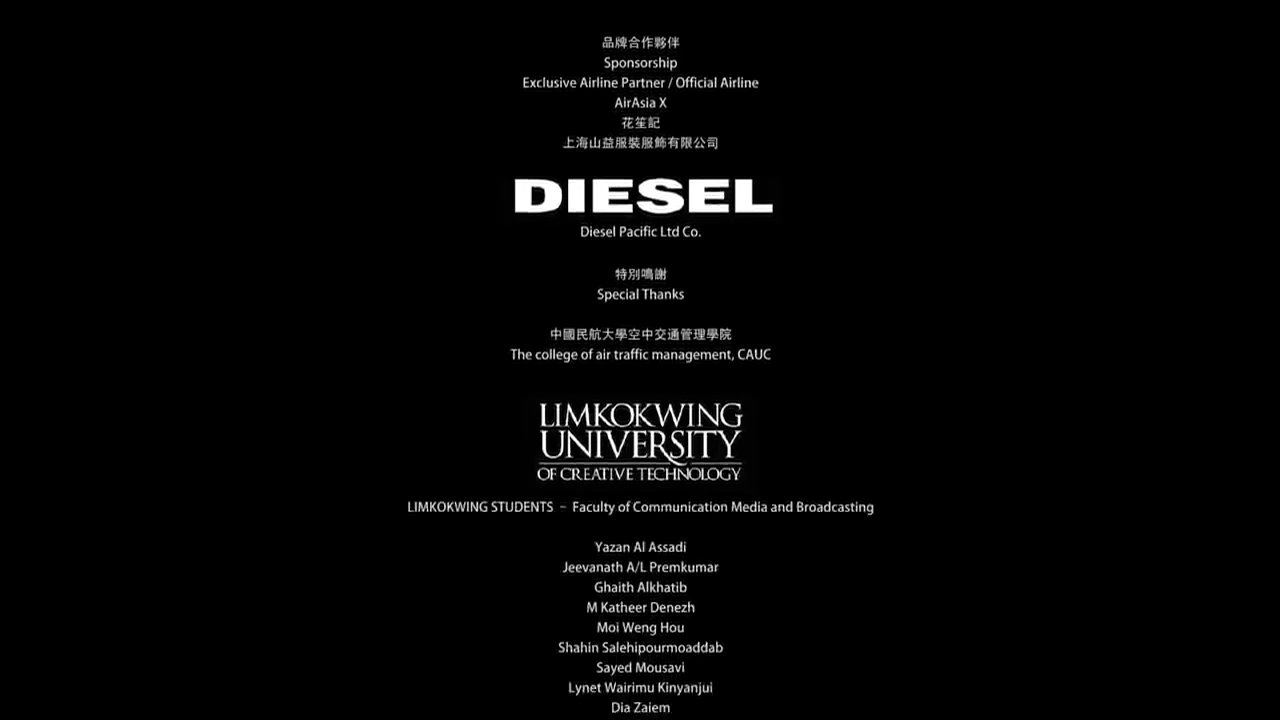 品牌合作夥伴
Sponsorship
Exclusive Airline Partner / Official Airline
AirAsia X
花笙記
上海山益服裝服飾有限公司
DIESEL
Diesel Pacific Ltd Co.
特別鳴謝
Special Thanks
中國民航大學空中交通管理學院
The college of air traffic management, CAUC
LIMKOKWING
UNIVERSITY
OF CREATIVE TECHNOLOGY
LIMKOKWING STUDENTS – Faculty of Communication Media and Broadcasting
Yazan Al Assadi
Jeevanath A/L Premkumar
Ghaith Alkhatib
M Katheer Denezh
Moi Weng Hou
Shahin Salehipourmoaddab
Sayed Mousavi
Lynet Wairimu Kinyanjui
Dia Zaiem